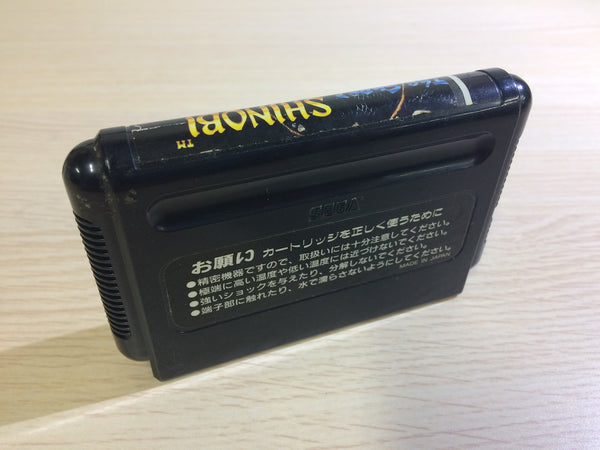 SHINOBI
™
SEGA
お願い カートリッジを正しく使うために
●精密機器ですので、取扱いには十分注意してください。
●極端に高い温度や低い温度には近づけないでください。
●強いショックを与えたり、分解しないでください。
●端子部に触れたり、水で濡らさないようにしてください。
MADE IN JAPAN